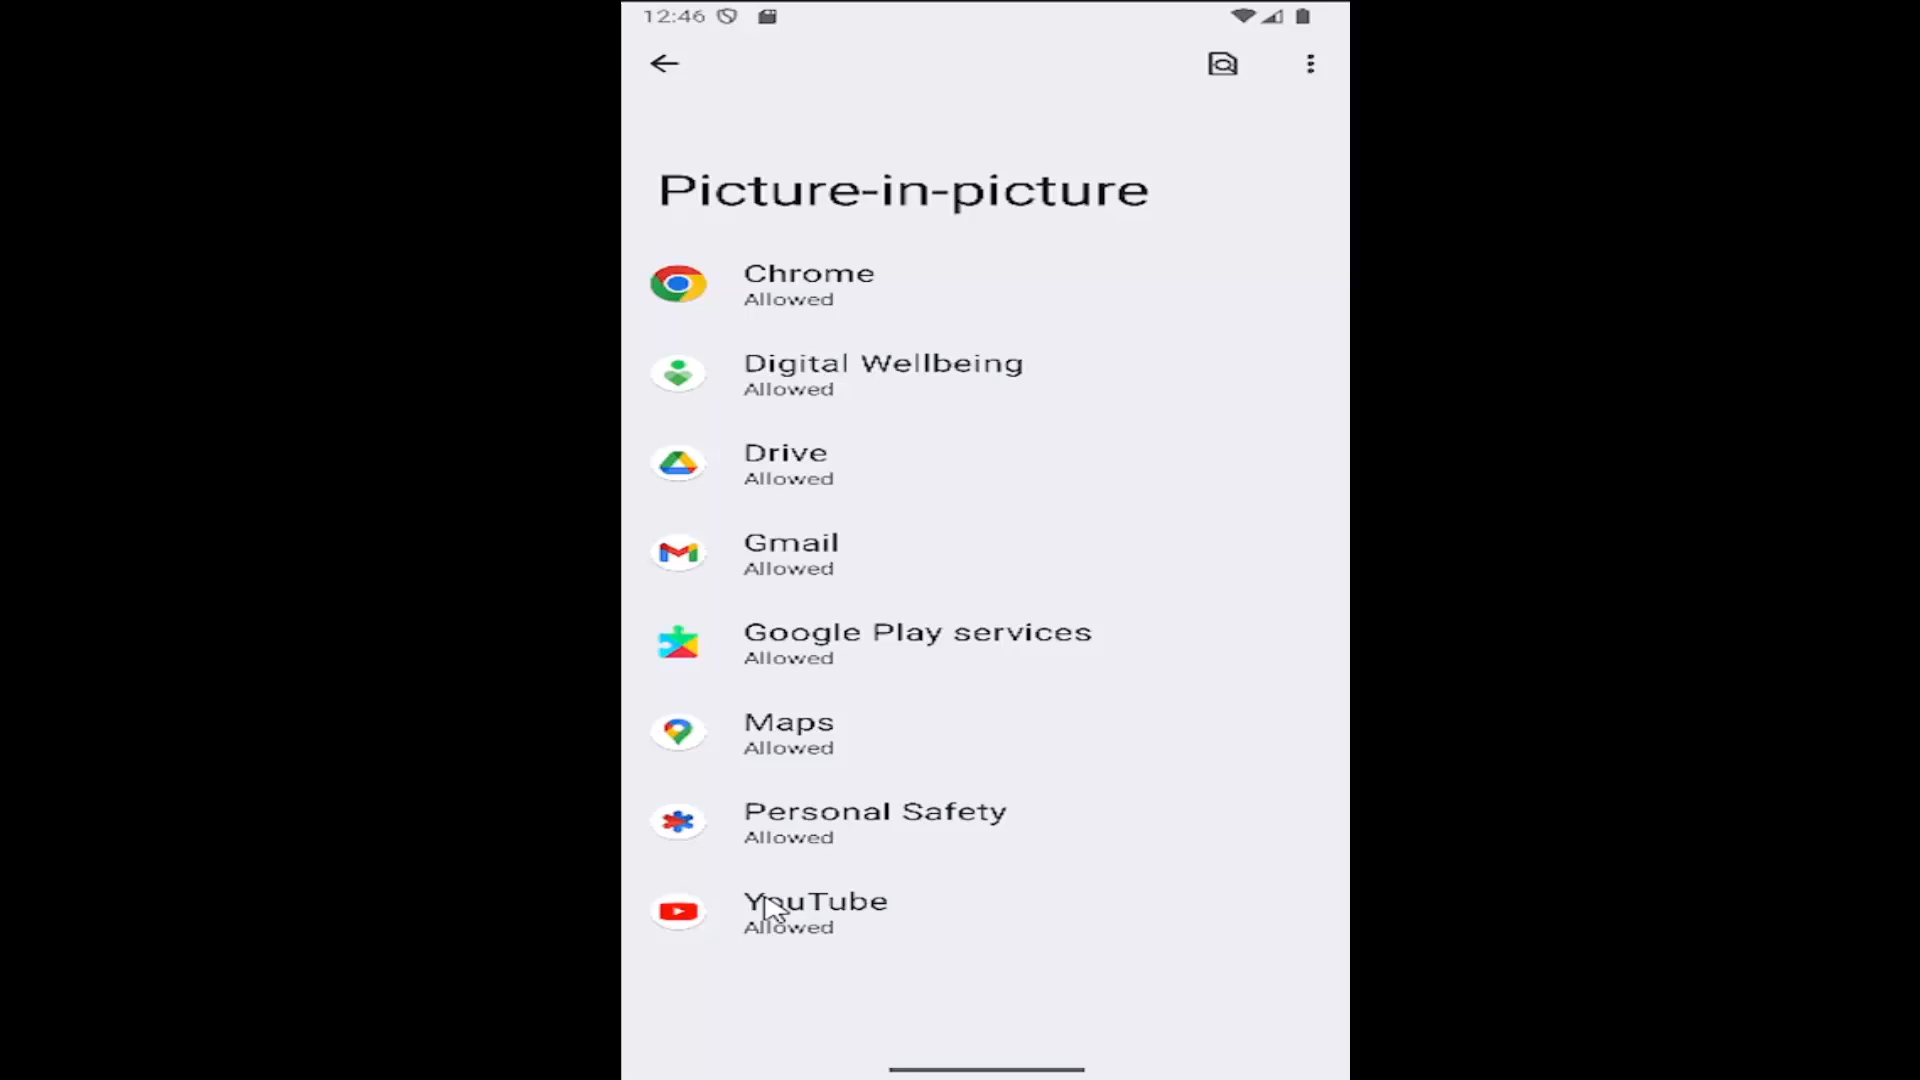 12:46
Picture-in-picture
Chrome
Allowed
Digital Wellbeing
Allowed
Drive
Allowed
Gmail
Allowed
Google Play services
Allowed
Maps
Allowed
Personal Safety
Allowed
YouTube
Allowed